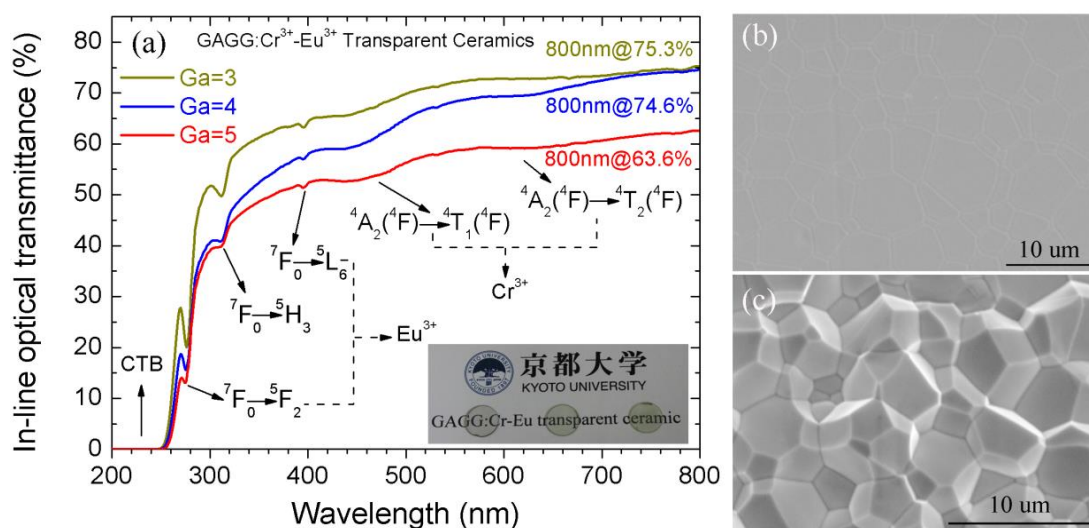 (a)
GAGG:Cr³⁺-Eu³⁺ Transparent Ceramics
Ga=3
Ga=4
Ga=5
800nm@75.3%
800nm@74.6%
800nm@63.6%
⁴A₂(⁴F)→⁴T₂(⁴F)
⁴A₂(⁴F)→⁴T₁(⁴F)
Cr³⁺
⁷F₀→⁵L₆
⁷F₀→⁵H₃
Eu³⁺
CTB
⁷F₀→⁵F₂
京都大学
KYOTO UNIVERSITY
GAGG:Cr-Eu transparent ceramic
In-line optical transmittance (%)
80
70
60
50
40
30
20
10
0
200 300 400 500 600 700 800
Wavelength (nm)
(b)
10 um
(c)
10 um